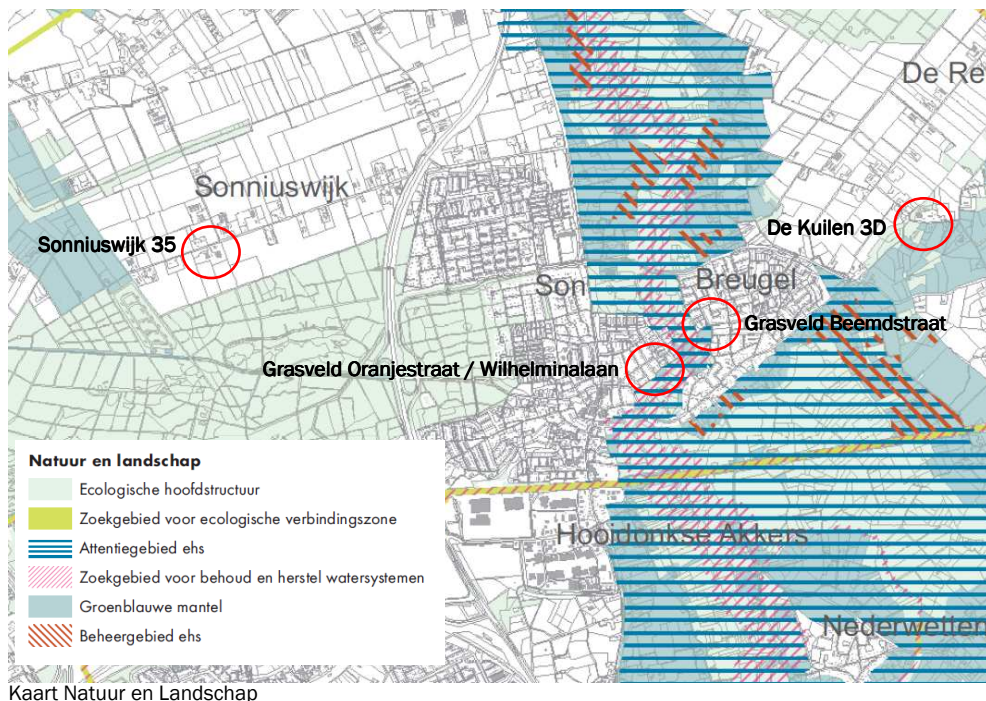 De Re
Sonniuswijk
De Kuilen 3D
Sonniuswijk 35
Son
Breugel
Grasveld Beemdstraat
Grasveld Oranjestraat / Wilhelminalaan
Natuur en landschap
Ecologische hoofdstructuur
Zoekgebied voor ecologische verbindingszone
Attentiegebied ehs
Zoekgebied voor behoud en herstel watersystemen
Groenblauwe mantel
Beheergebied ehs
Hooidonkse Akkers
Nederwetten
Kaart Natuur en Landschap